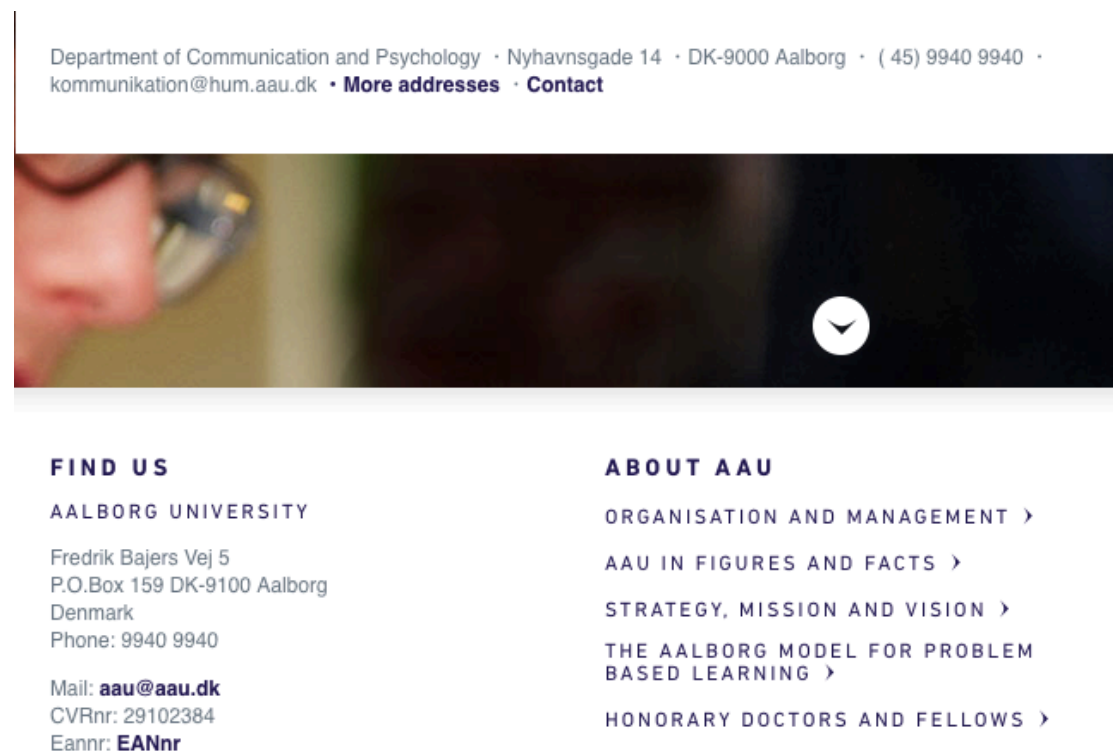 Department of Communication and Psychology · Nyhavnsgade 14 · DK-9000 Aalborg · ( 45) 9940 9940 ·
kommunikation@hum.aau.dk • More addresses · Contact
FIND US
AALBORG UNIVERSITY
Fredrik Bajers Vej 5
P.O.Box 159 DK-9100 Aalborg
Denmark
Phone: 9940 9940
Mail: aau@aau.dk
CVRnr: 29102384
Eannr: EANnr
ABOUT AAU
ORGANISATION AND MANAGEMENT
AAU IN FIGURES AND FACTS
STRATEGY, MISSION AND VISION
THE AALBORG MODEL FOR PROBLEM
BASED LEARNING
HONORARY DOCTORS AND FELLOWS